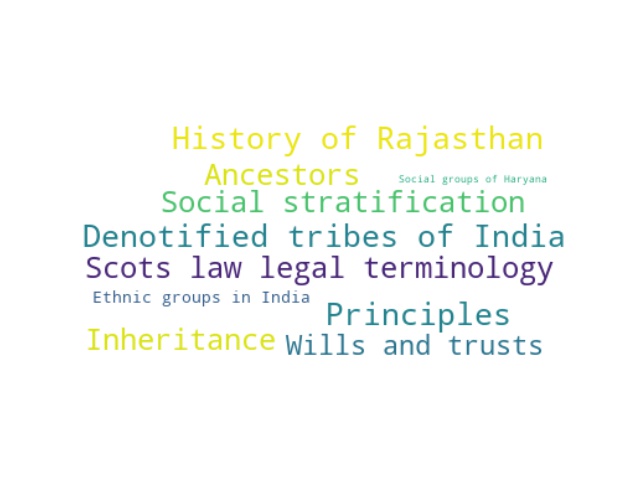 History of Rajasthan
Ancestors
Social groups of Haryana
Social stratification
Denotified tribes of India
Scots law legal terminology
Ethnic groups in India
Principles
Inheritance
Wills and trusts